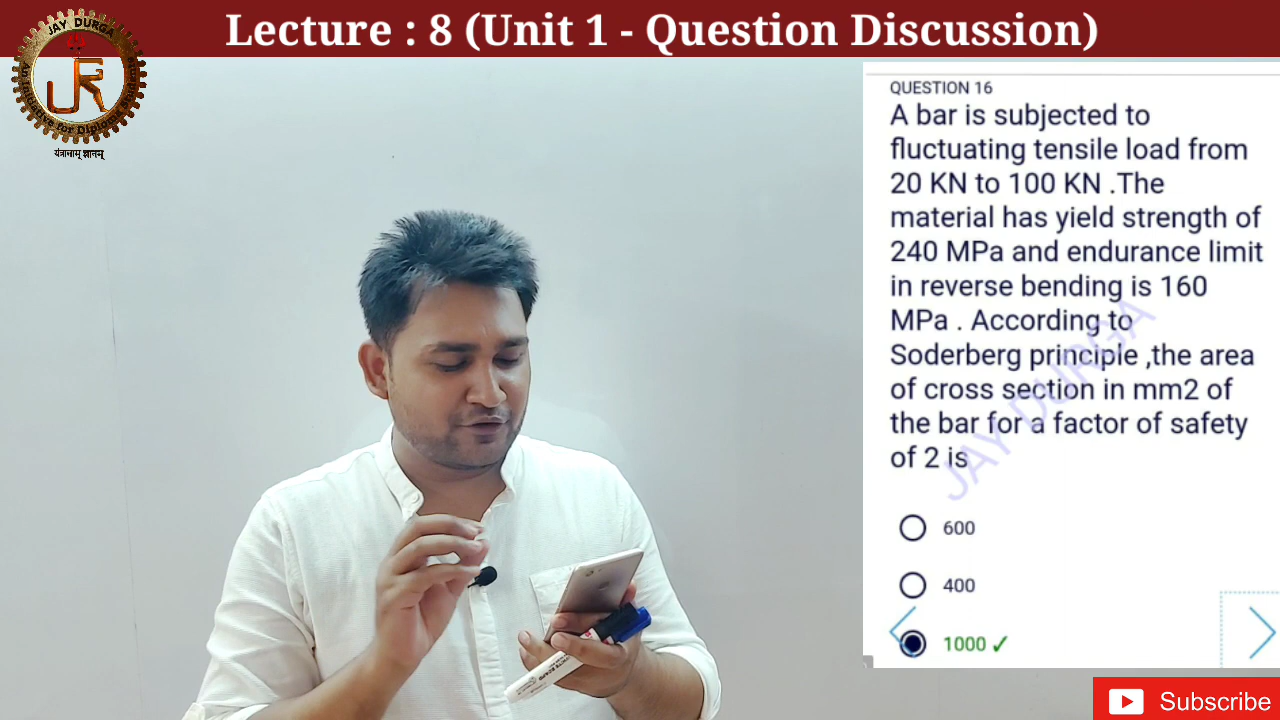 Lecture : 8 (Unit 1 - Question Discussion)
JAY DURGA
यंत्रानाम् ज्ञानम्
QUESTION 16
A bar is subjected to
fluctuating tensile load from
20 KN to 100 KN .The
material has yield strength of
240 MPa and endurance limit
in reverse bending is 160
MPa . According to
Soderberg principle ,the area
of cross section in mm2 of
the bar for a factor of safety
of 2 is
JAY DURGA
600
400
1000 ✓
Subscribe